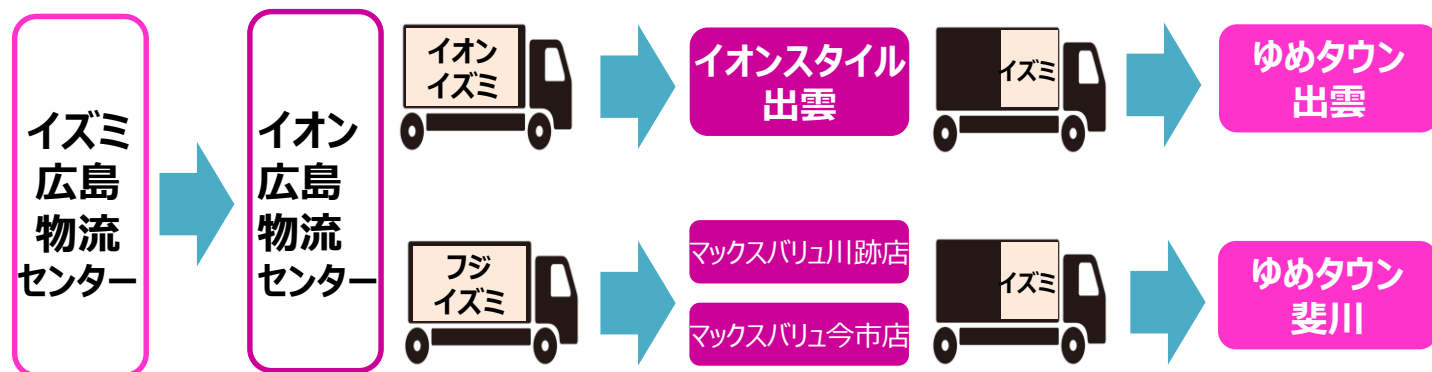 イズミ
広島
物流
センター
イオン
広島
物流
センター
イオン
イズミ
イオンスタイル
出雲
イズミ
ゆめタウン
出雲
フジ
イズミ
マックスバリュ川跡店
マックスバリュ今市店
イズミ
ゆめタウン
斐川